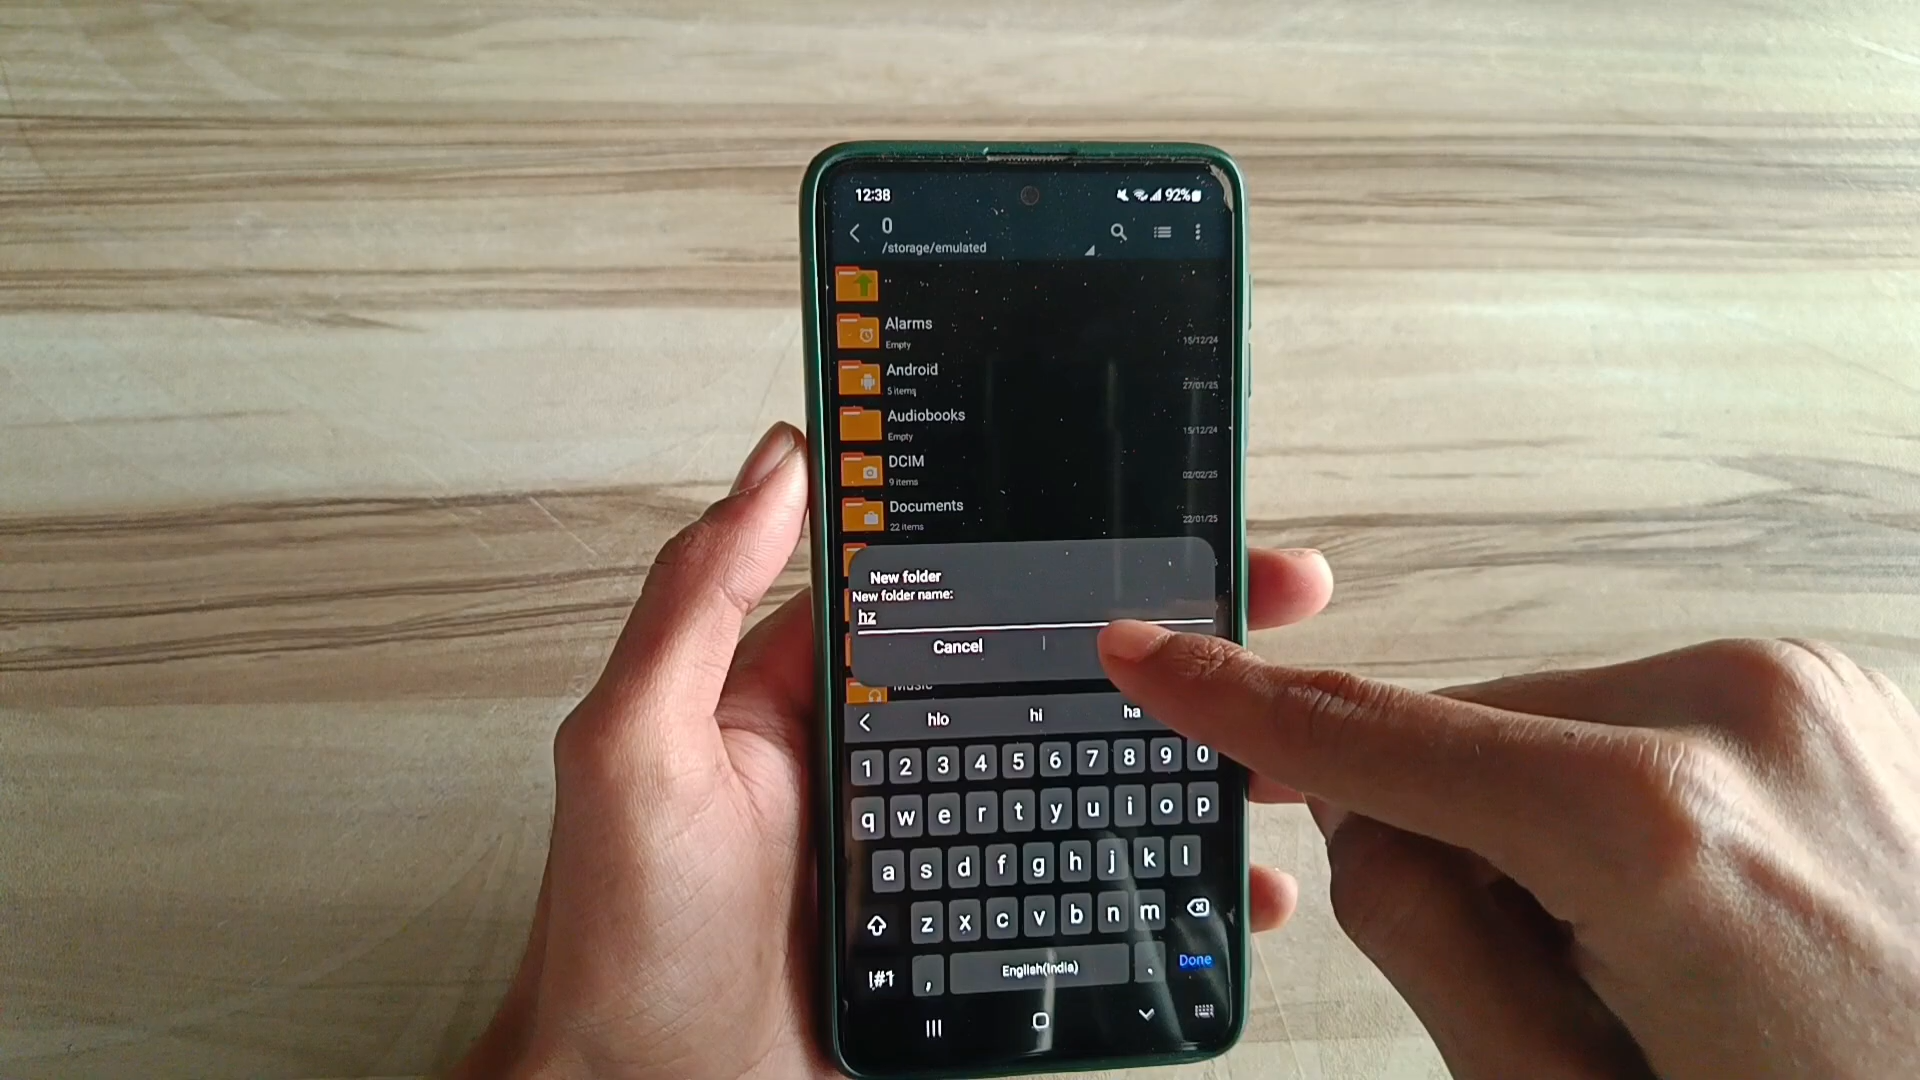 12:38 92%
0
/storage/emulated
..
Alarms
Empty 15/12/24
Android
5 items 27/01/25
Audiobooks
Empty 15/12/24
DCIM
9 items 02/02/25
Documents
22 items 22/01/25
New folder
New folder name:
hz
Cancel
Music
hlo hi ha
1 2 3 4 5 6 7 8 9 0
q w e r t y u i o p
a s d f g h j k l
z x c v b n m
!#1 , English(India) . Done